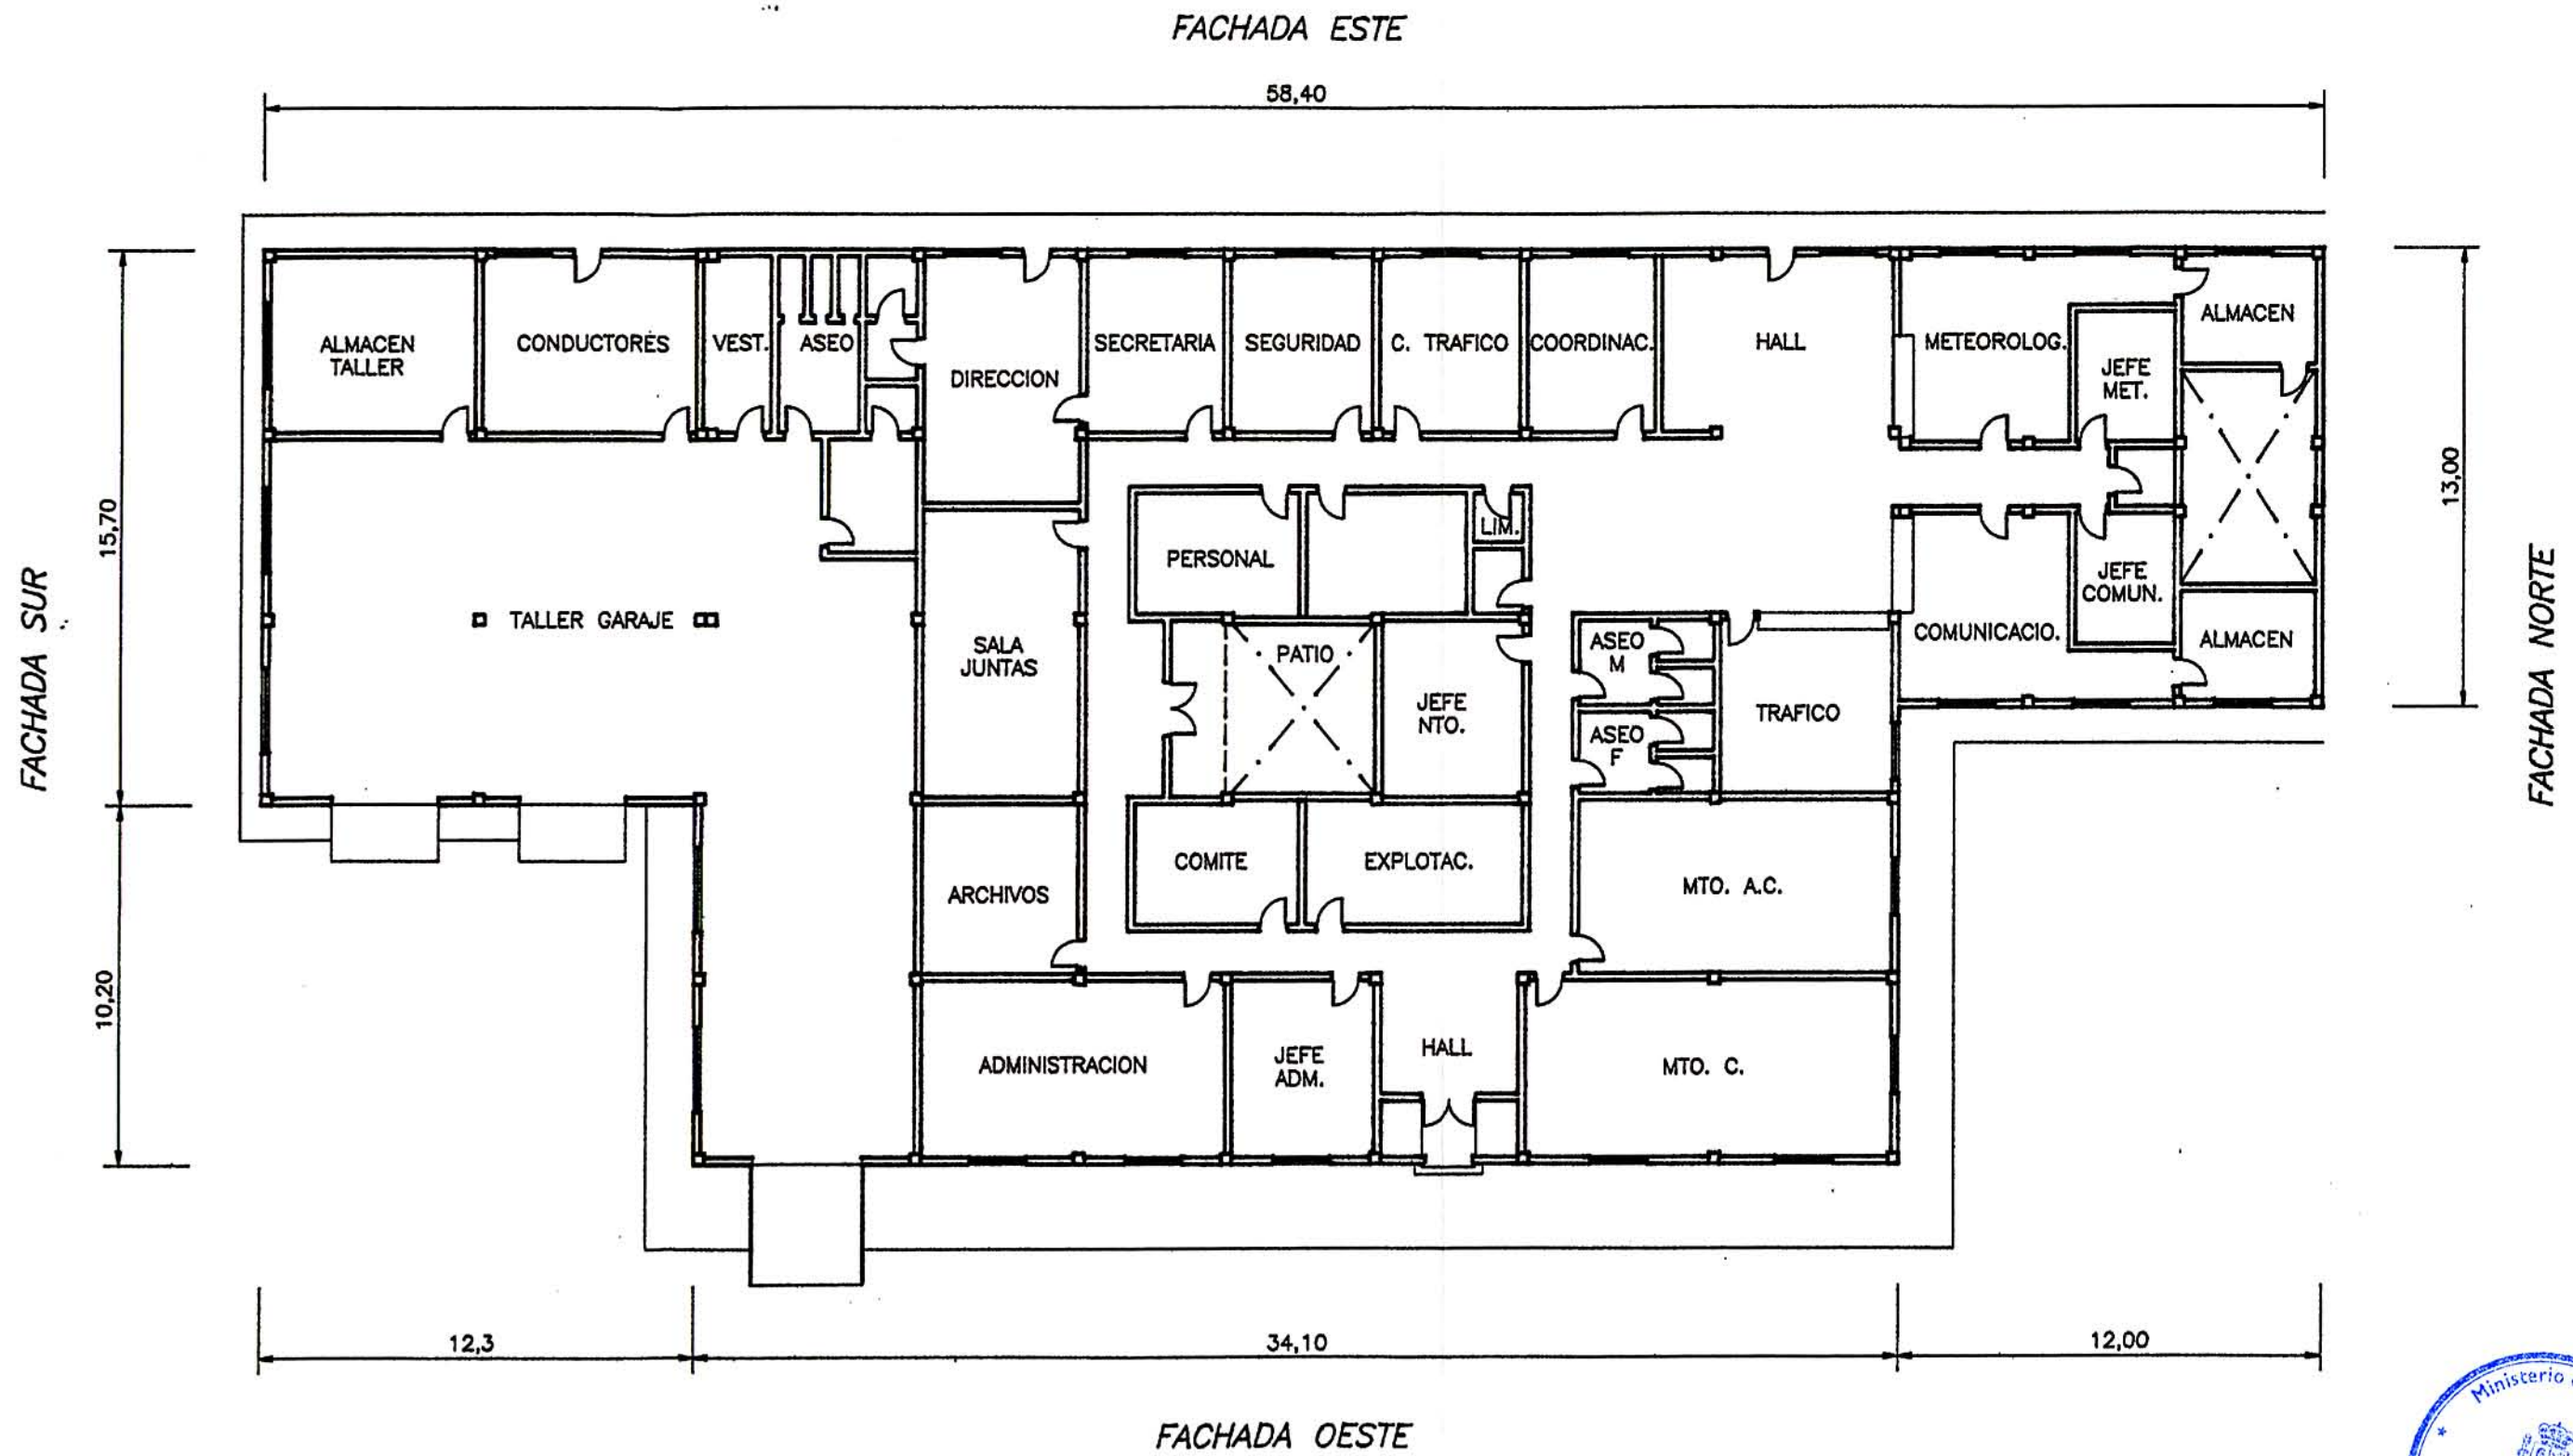 FACHADA ESTE
58,40
ALMACEN
TALLER
CONDUCTORES
VEST.
ASEO
DIRECCION
SECRETARIA
SEGURIDAD
C. TRAFICO
COORDINAC.
HALL
METEOROLOG.
JEFE
MET.
ALMACEN
15,70
13,00
FACHADA SUR
FACHADA NORTE
PERSONAL
LIM.
TALLER GARAJE
SALA
JUNTAS
PATIO
JEFE
NTO.
ASEO
M
ASEO
F
TRAFICO
COMUNICACIO.
JEFE
COMUN.
ALMACEN
ARCHIVOS
COMITE
EXPLOTAC.
MTO. A.C.
10,20
ADMINISTRACION
JEFE
ADM.
HALL
MTO. C.
12,3
34,10
12,00
FACHADA OESTE
Ministerio